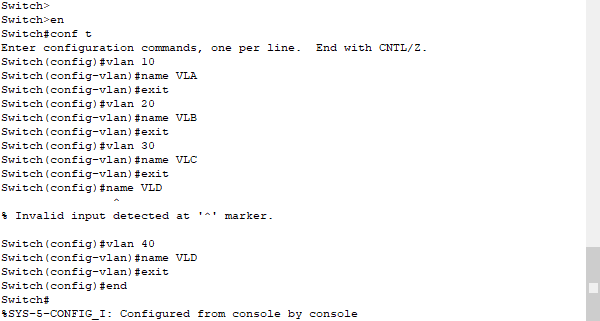 Switch>
Switch>en
Switch#conf t
Enter configuration commands, one per line.  End with CNTL/Z.
Switch(config)#vlan 10
Switch(config-vlan)#name VLA
Switch(config-vlan)#exit
Switch(config)#vlan 20
Switch(config-vlan)#name VLB
Switch(config-vlan)#exit
Switch(config)#vlan 30
Switch(config-vlan)#name VLC
Switch(config-vlan)#exit
Switch(config)#name VLD
                ^
% Invalid input detected at '^' marker.

Switch(config)#vlan 40
Switch(config-vlan)#name VLD
Switch(config-vlan)#exit
Switch(config)#end
Switch#
%SYS-5-CONFIG_I: Configured from console by console